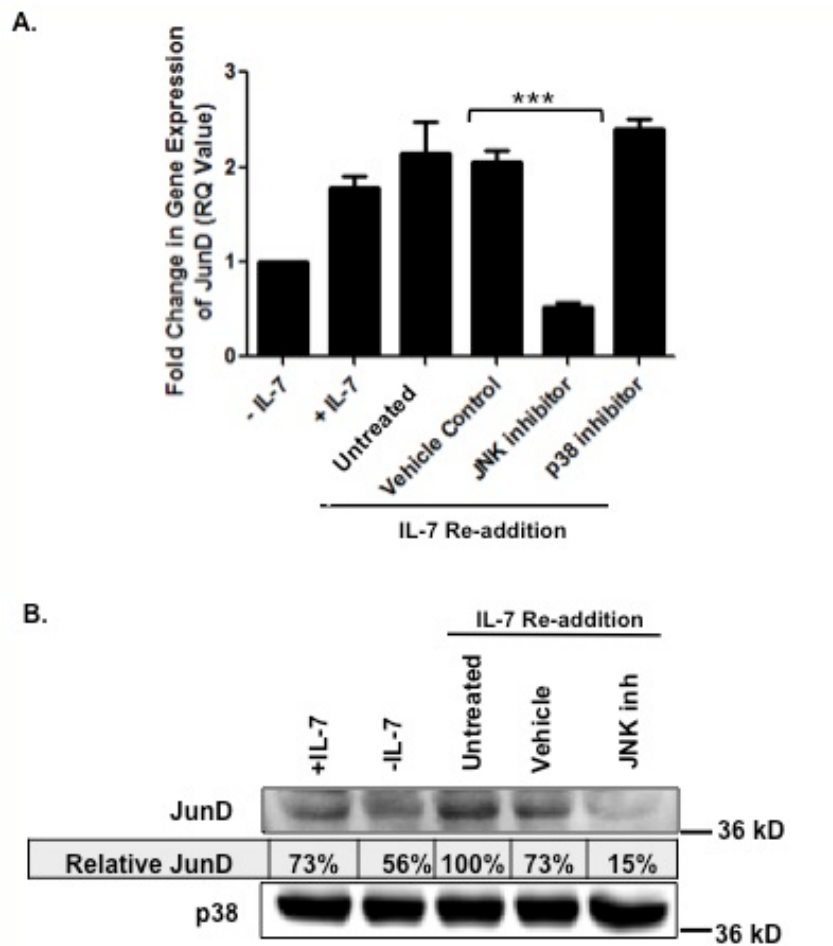 A.
Fold Change in Gene Expression
of JunD (RQ Value)
3
2
1
0
***
- IL-7
+ IL-7
Untreated
Vehicle Control
JNK inhibitor
p38 inhibitor
IL-7 Re-addition
B.
IL-7 Re-addition
+IL-7
-IL-7
Untreated
Vehicle
JNK inh
JunD
36 kD
Relative JunD 73% 56% 100% 73% 15%
p38
36 kD